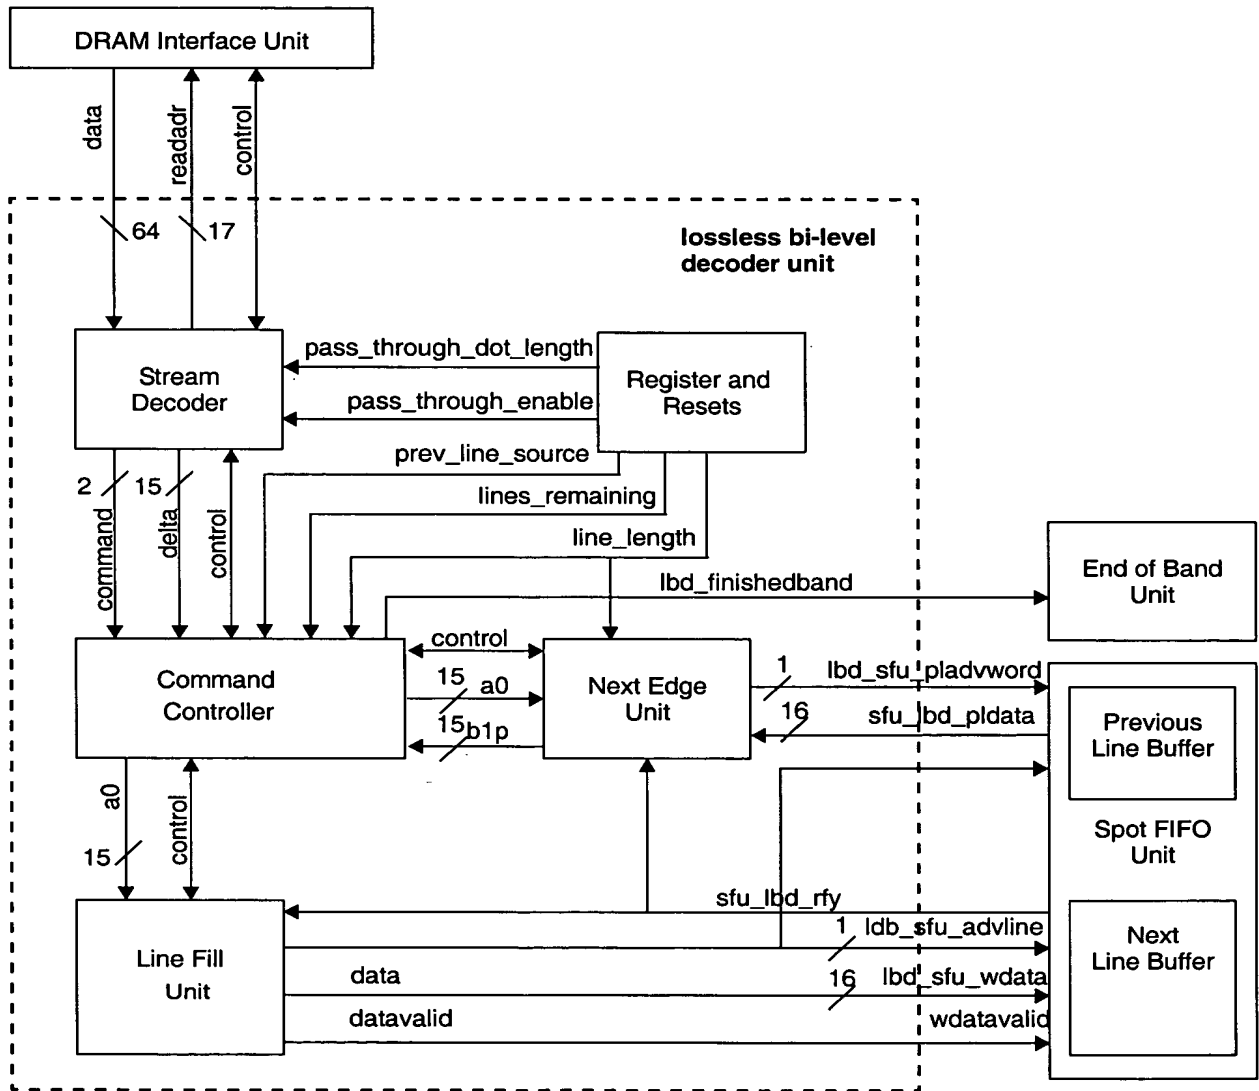 DRAM Interface Unit
data
readadr
control
64
17
lossless bi-level
decoder unit
Stream
Decoder
pass_through_dot_length
pass_through_enable
Register and
Resets
prev_line_source
lines_remaining
line_length
2
15
command
delta
control
lbd_finishedband
End of Band
Unit
Command
Controller
control
15
a0
15
b1p
Next Edge
Unit
1
lbd_sfu_pladvword
16
sfu_lbd_pldata
Previous
Line Buffer
Spot FIFO
Unit
a0
control
15
sfu_lbd_rfy
1
ldb_sfu_advline
Line Fill
Unit
data
16
lbd_sfu_wdata
datavalid
wdatavalid
Next
Line Buffer